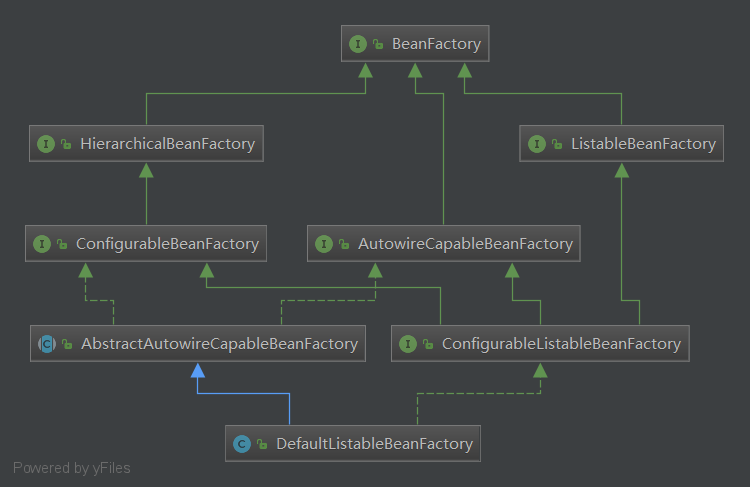 BeanFactory
HierarchicalBeanFactory
ListableBeanFactory
ConfigurableBeanFactory
AutowireCapableBeanFactory
AbstractAutowireCapableBeanFactory
ConfigurableListableBeanFactory
DefaultListableBeanFactory
Powered by yFiles